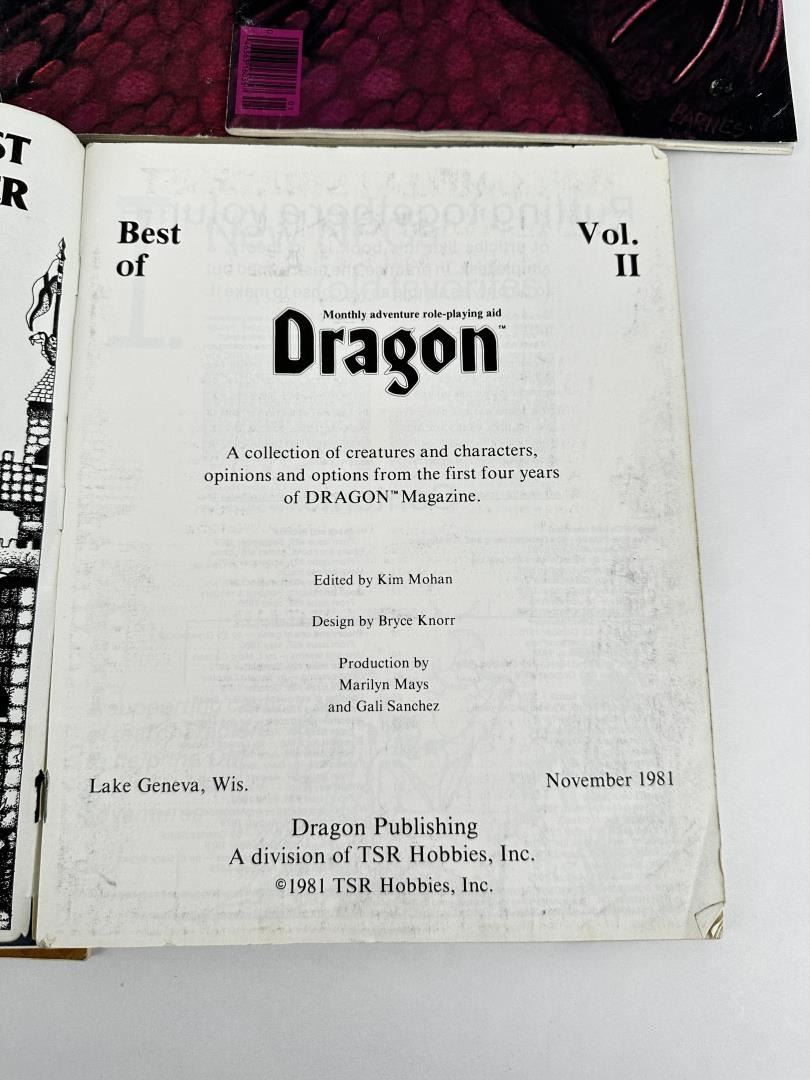 BARNES
ST
ER
Best
of
Vol.
II
Monthly adventure role-playing aid
Dragon™
A collection of creatures and characters,
opinions and options from the first four years
of DRAGON™ Magazine.
Edited by Kim Mohan
Design by Bryce Knorr
Production by
Marilyn Mays
and Gali Sanchez
Lake Geneva, Wis.
November 1981
Dragon Publishing
A division of TSR Hobbies, Inc.
©1981 TSR Hobbies, Inc.